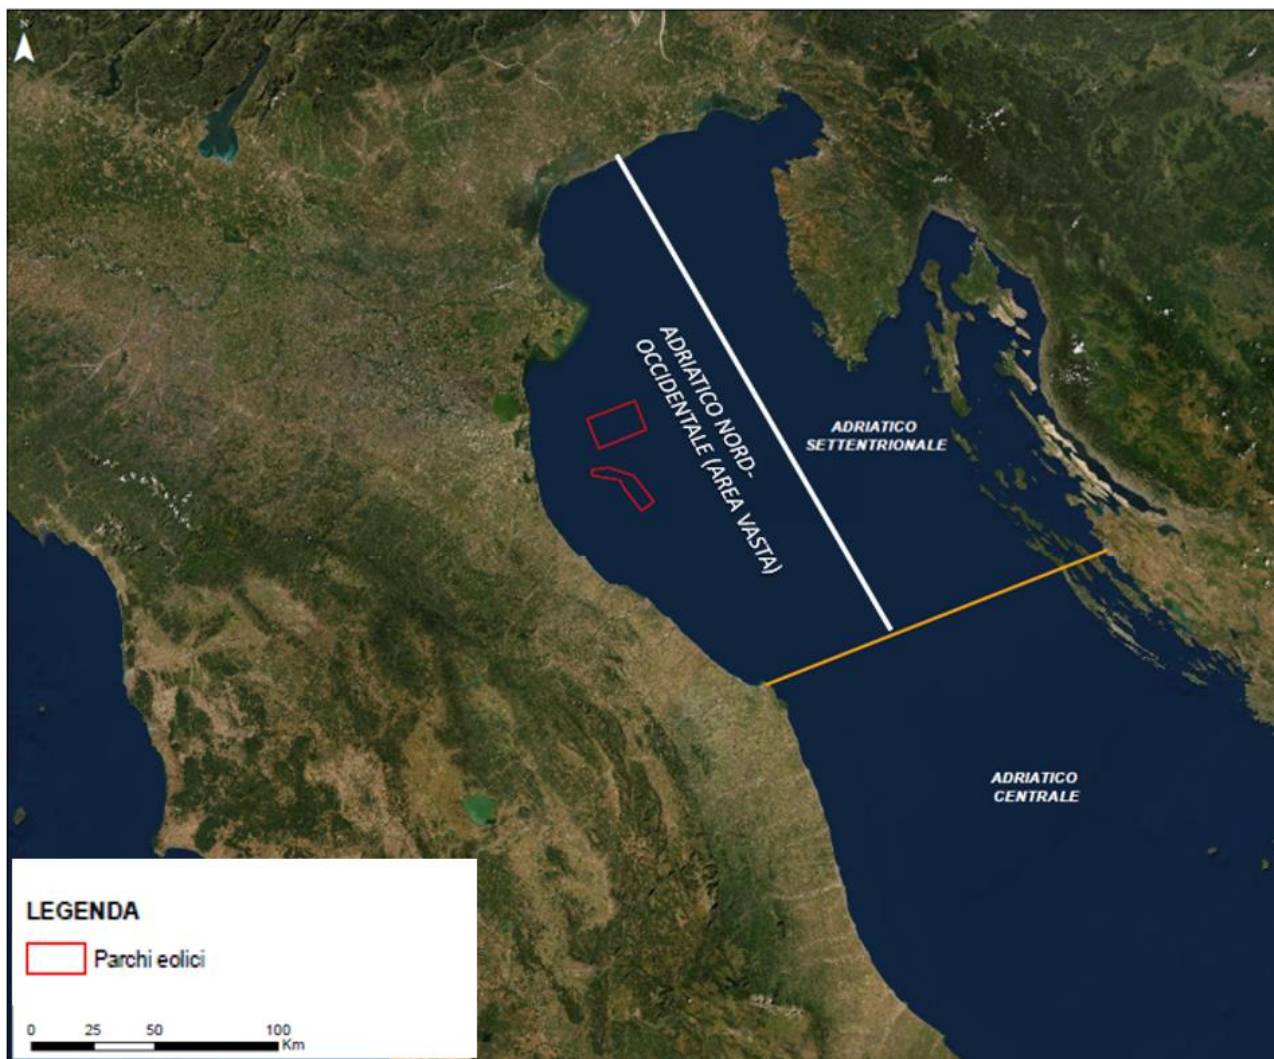 N
ADRIATICO NORD-
OCCIDENTALE (AREA VASTA)
ADRIATICO
SETTENTRIONALE
ADRIATICO
CENTRALE
LEGENDA
Parchi eolici
0 25 50 100
Km